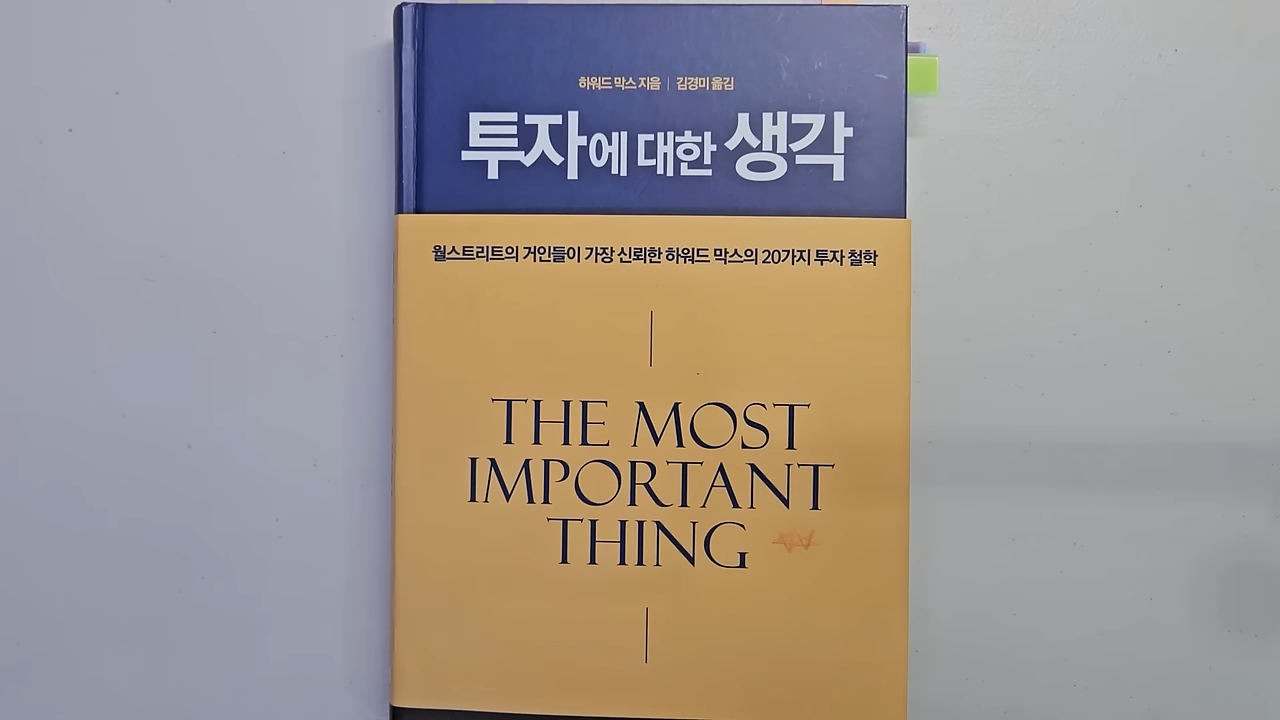 하워드 막스 지음 | 김경미 옮김
투자에 대한 생각
월스트리트의 거인들이 가장 신뢰한 하워드 막스의 20가지 투자 철학
THE MOST
IMPORTANT
THING